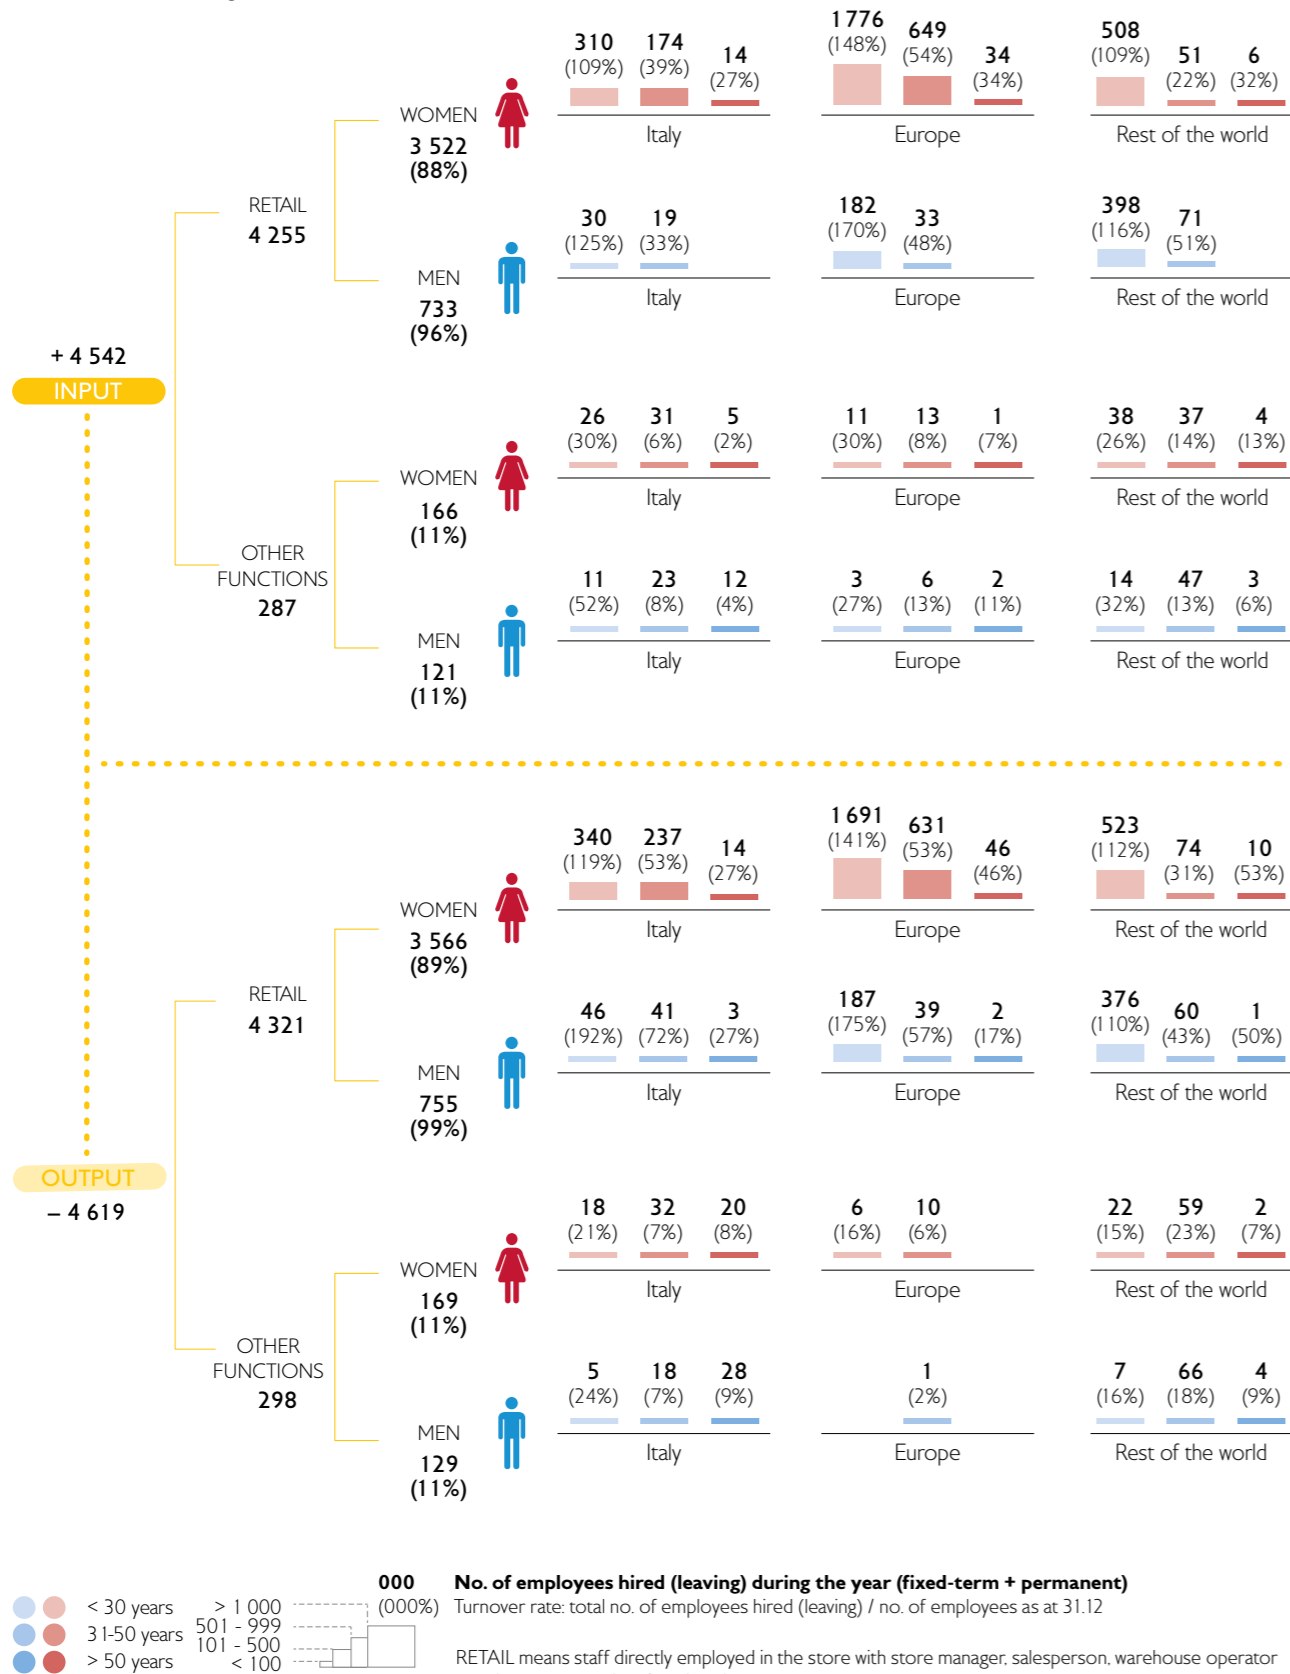 310 174 14
(109%) (39%) (27%)
Italy
1 776 649 34
(148%) (54%) (34%)
Europe
508 51 6
(109%) (22%) (32%)
Rest of the world
WOMEN
3 522
(88%)
RETAIL
4 255
30 19
(125%) (33%)
Italy
182 33
(170%) (48%)
Europe
398 71
(116%) (51%)
Rest of the world
MEN
733
(96%)
+ 4 542
INPUT
26 31 5
(30%) (6%) (2%)
Italy
11 13 1
(30%) (8%) (7%)
Europe
38 37 4
(26%) (14%) (13%)
Rest of the world
WOMEN
166
(11%)
OTHER
FUNCTIONS
287
11 23 12
(52%) (8%) (4%)
Italy
3 6 2
(27%) (13%) (11%)
Europe
14 47 3
(32%) (13%) (6%)
Rest of the world
MEN
121
(11%)
340 237 14
(119%) (53%) (27%)
Italy
1 691 631 46
(141%) (53%) (46%)
Europe
523 74 10
(112%) (31%) (53%)
Rest of the world
WOMEN
3 566
(89%)
RETAIL
4 321
46 41 3
(192%) (72%) (27%)
Italy
187 39 2
(175%) (57%) (17%)
Europe
376 60 1
(110%) (43%) (50%)
Rest of the world
MEN
755
(99%)
OUTPUT
– 4 619
18 32 20
(21%) (7%) (8%)
Italy
6 10
(16%) (6%)
Europe
22 59 2
(15%) (23%) (7%)
Rest of the world
WOMEN
169
(11%)
OTHER
FUNCTIONS
298
5 18 28
(24%) (7%) (9%)
Italy
1
(2%)
Europe
7 66 4
(16%) (18%) (9%)
Rest of the world
MEN
129
(11%)
< 30 years
31-50 years
> 50 years
> 1 000
501 - 999
101 - 500
< 100
000
(000%)
No. of employees hired (leaving) during the year (fixed-term + permanent)
Turnover rate: total no. of employees hired (leaving) / no. of employees as at 31.12
RETAIL means staff directly employed in the store with store manager, salesperson, warehouse operator